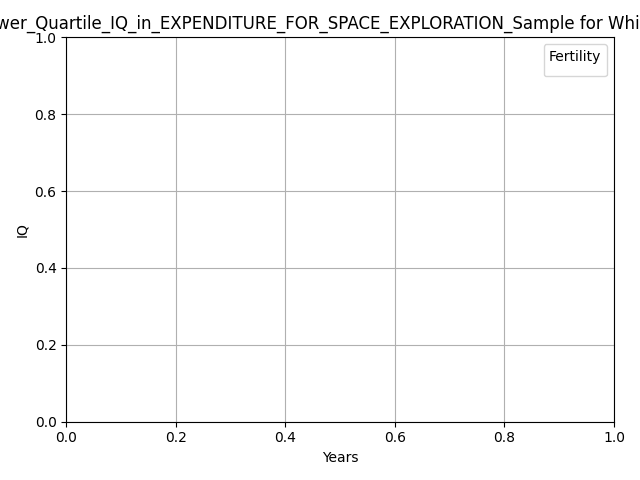 wer_Quartile_IQ_in_EXPENDITURE_FOR_SPACE_EXPLORATION_Sample for Whi
Fertility
1.0
0.8
0.6
0.4
0.2
0.0
IQ
0.0 0.2 0.4 0.6 0.8 1.0
Years